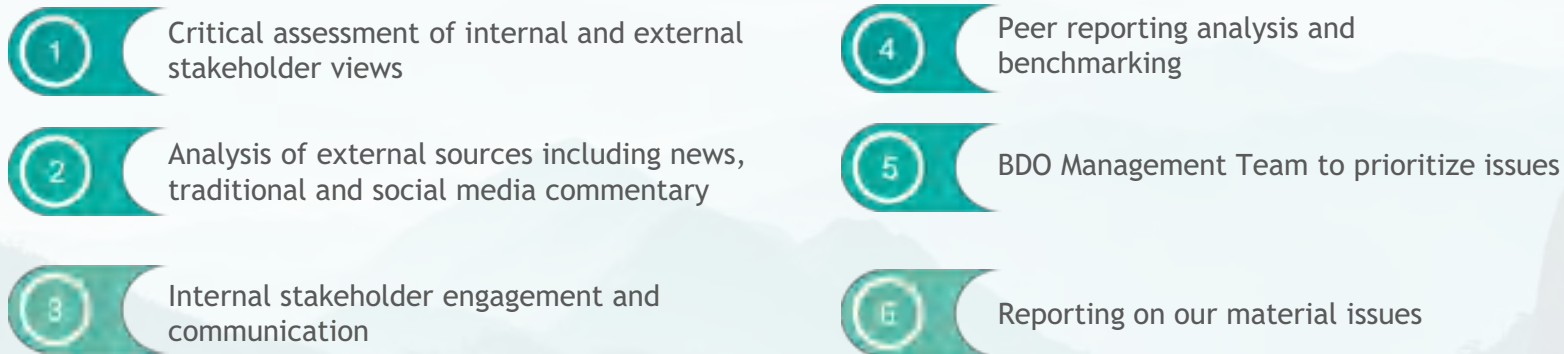 1
Critical assessment of internal and external
stakeholder views
2
Analysis of external sources including news,
traditional and social media commentary
3
Internal stakeholder engagement and
communication
4
Peer reporting analysis and
benchmarking
5
BDO Management Team to prioritize issues
6
Reporting on our material issues